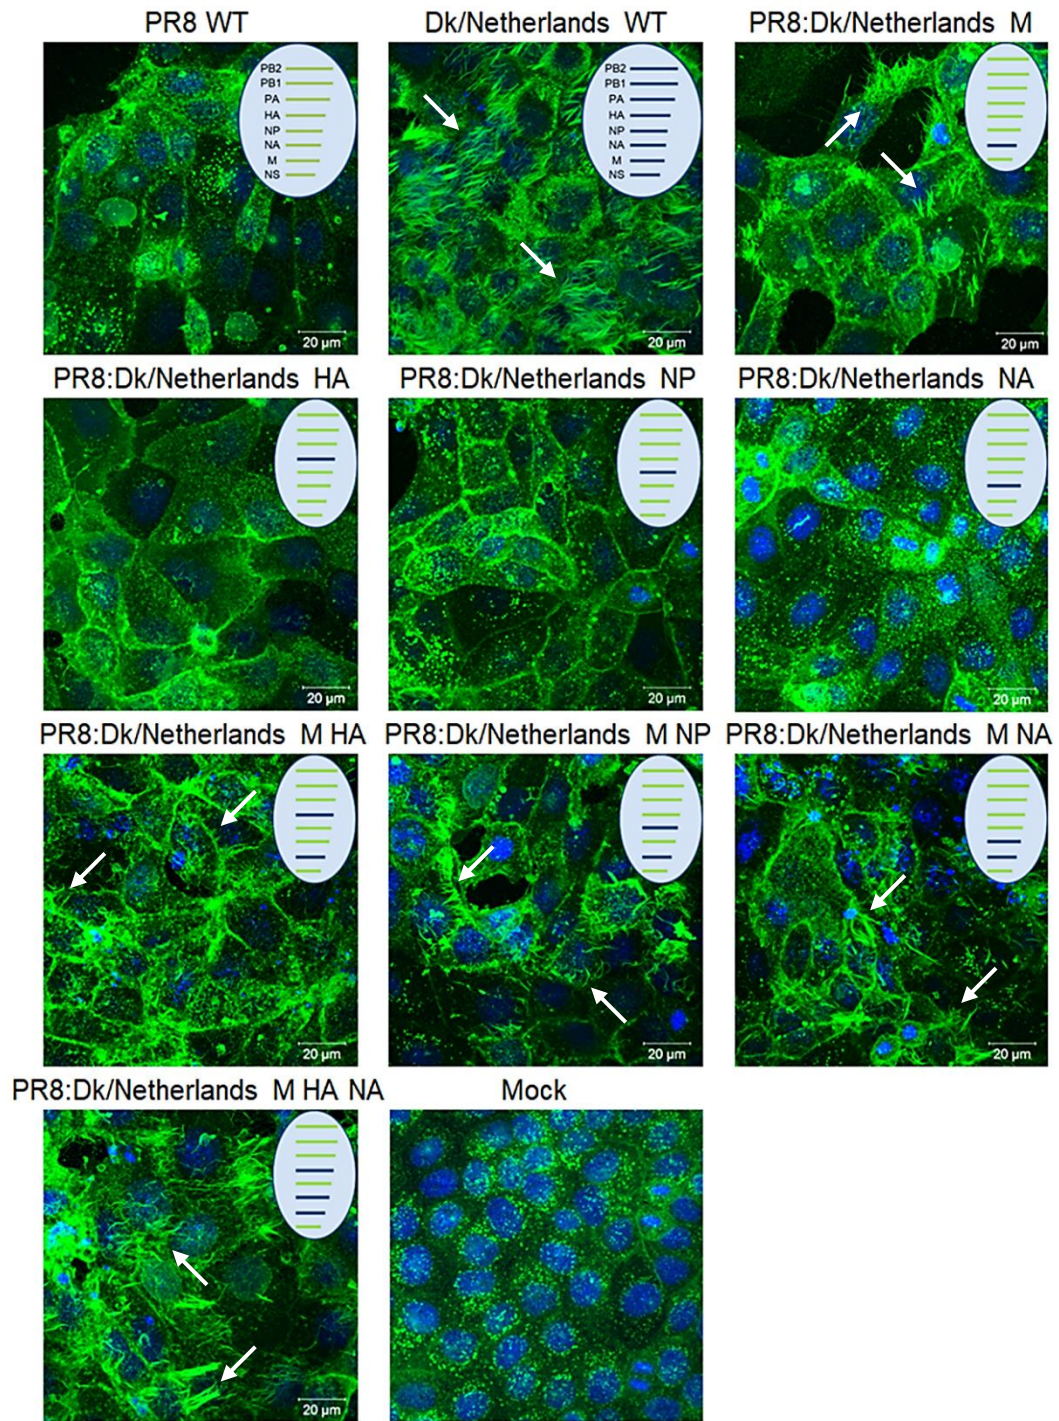 PR8 WT
Dk/Netherlands WT
PR8:Dk/Netherlands M
PB2
PB1
PA
HA
NP
NA
M
NS
20 µm
PB2
PB1
PA
HA
NP
NA
M
NS
20 µm
20 µm
PR8:Dk/Netherlands HA
PR8:Dk/Netherlands NP
PR8:Dk/Netherlands NA
20 µm
20 µm
20 µm
PR8:Dk/Netherlands M HA
PR8:Dk/Netherlands M NP
PR8:Dk/Netherlands M NA
20 µm
20 µm
20 µm
PR8:Dk/Netherlands M HA NA
Mock
20 µm